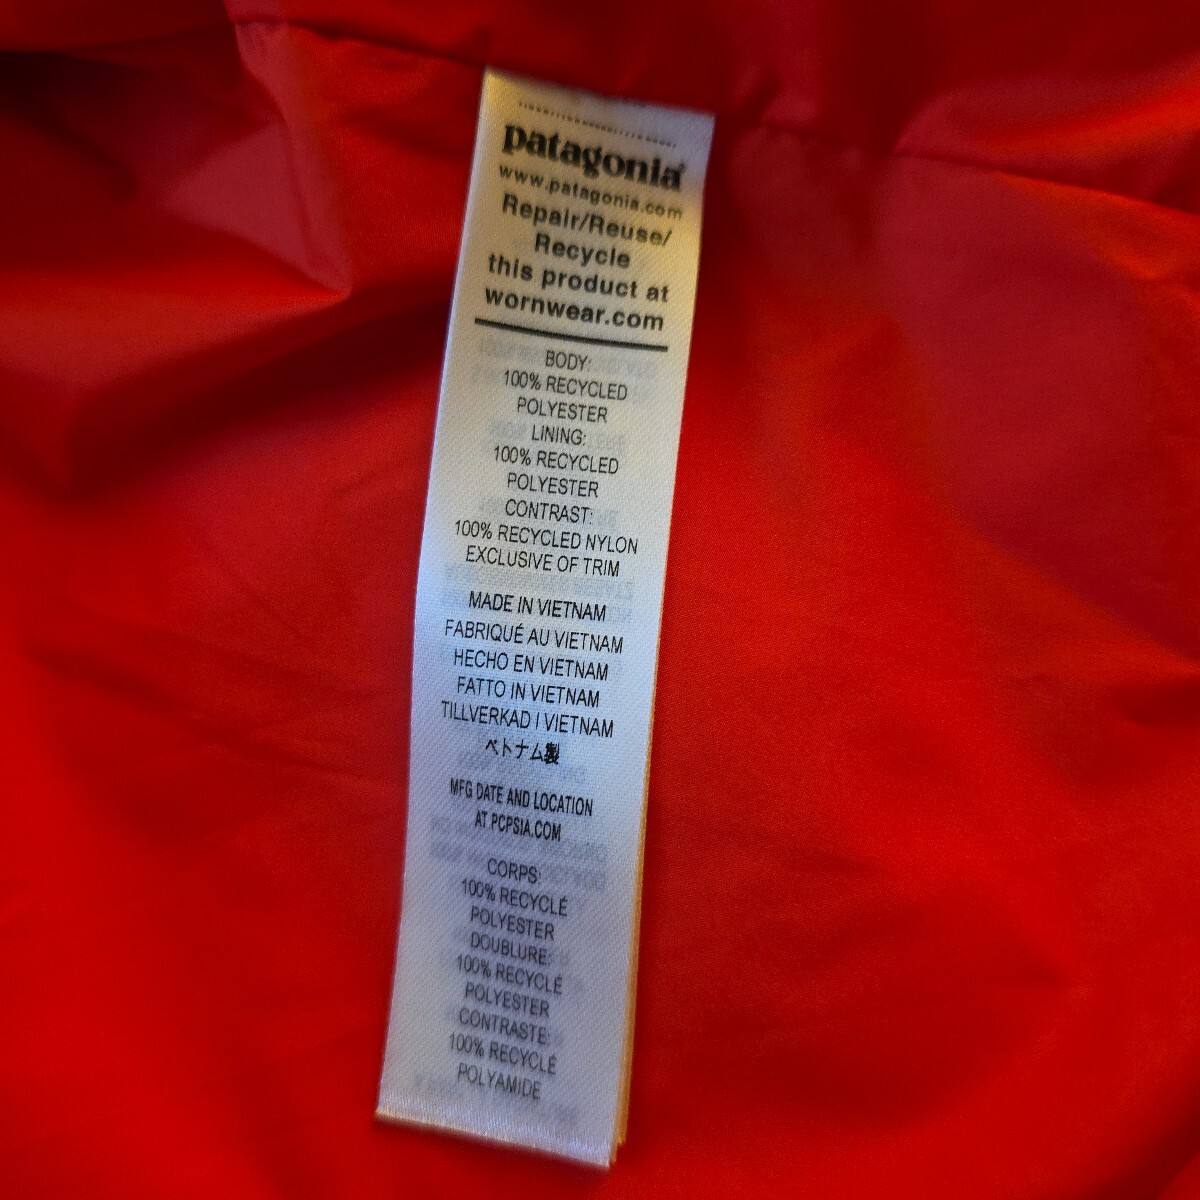 patagonia®
www.patagonia.com
Repair/Reuse/
Recycle
this product at
wornwear.com
BODY:
100% RECYCLED
POLYESTER
LINING:
100% RECYCLED
POLYESTER
CONTRAST:
100% RECYCLED NYLON
EXCLUSIVE OF TRIM
MADE IN VIETNAM
FABRIQUÉ AU VIETNAM
HECHO EN VIETNAM
FATTO IN VIETNAM
TILLVERKAD I VIETNAM
ベトナム製
MFG DATE AND LOCATION
AT PCPSIA.COM
CORPS:
100% RECYCLÉ
POLYESTER
DOUBLURE:
100% RECYCLÉ
POLYESTER
CONTRASTE:
100% RECYCLÉ
POLYAMIDE